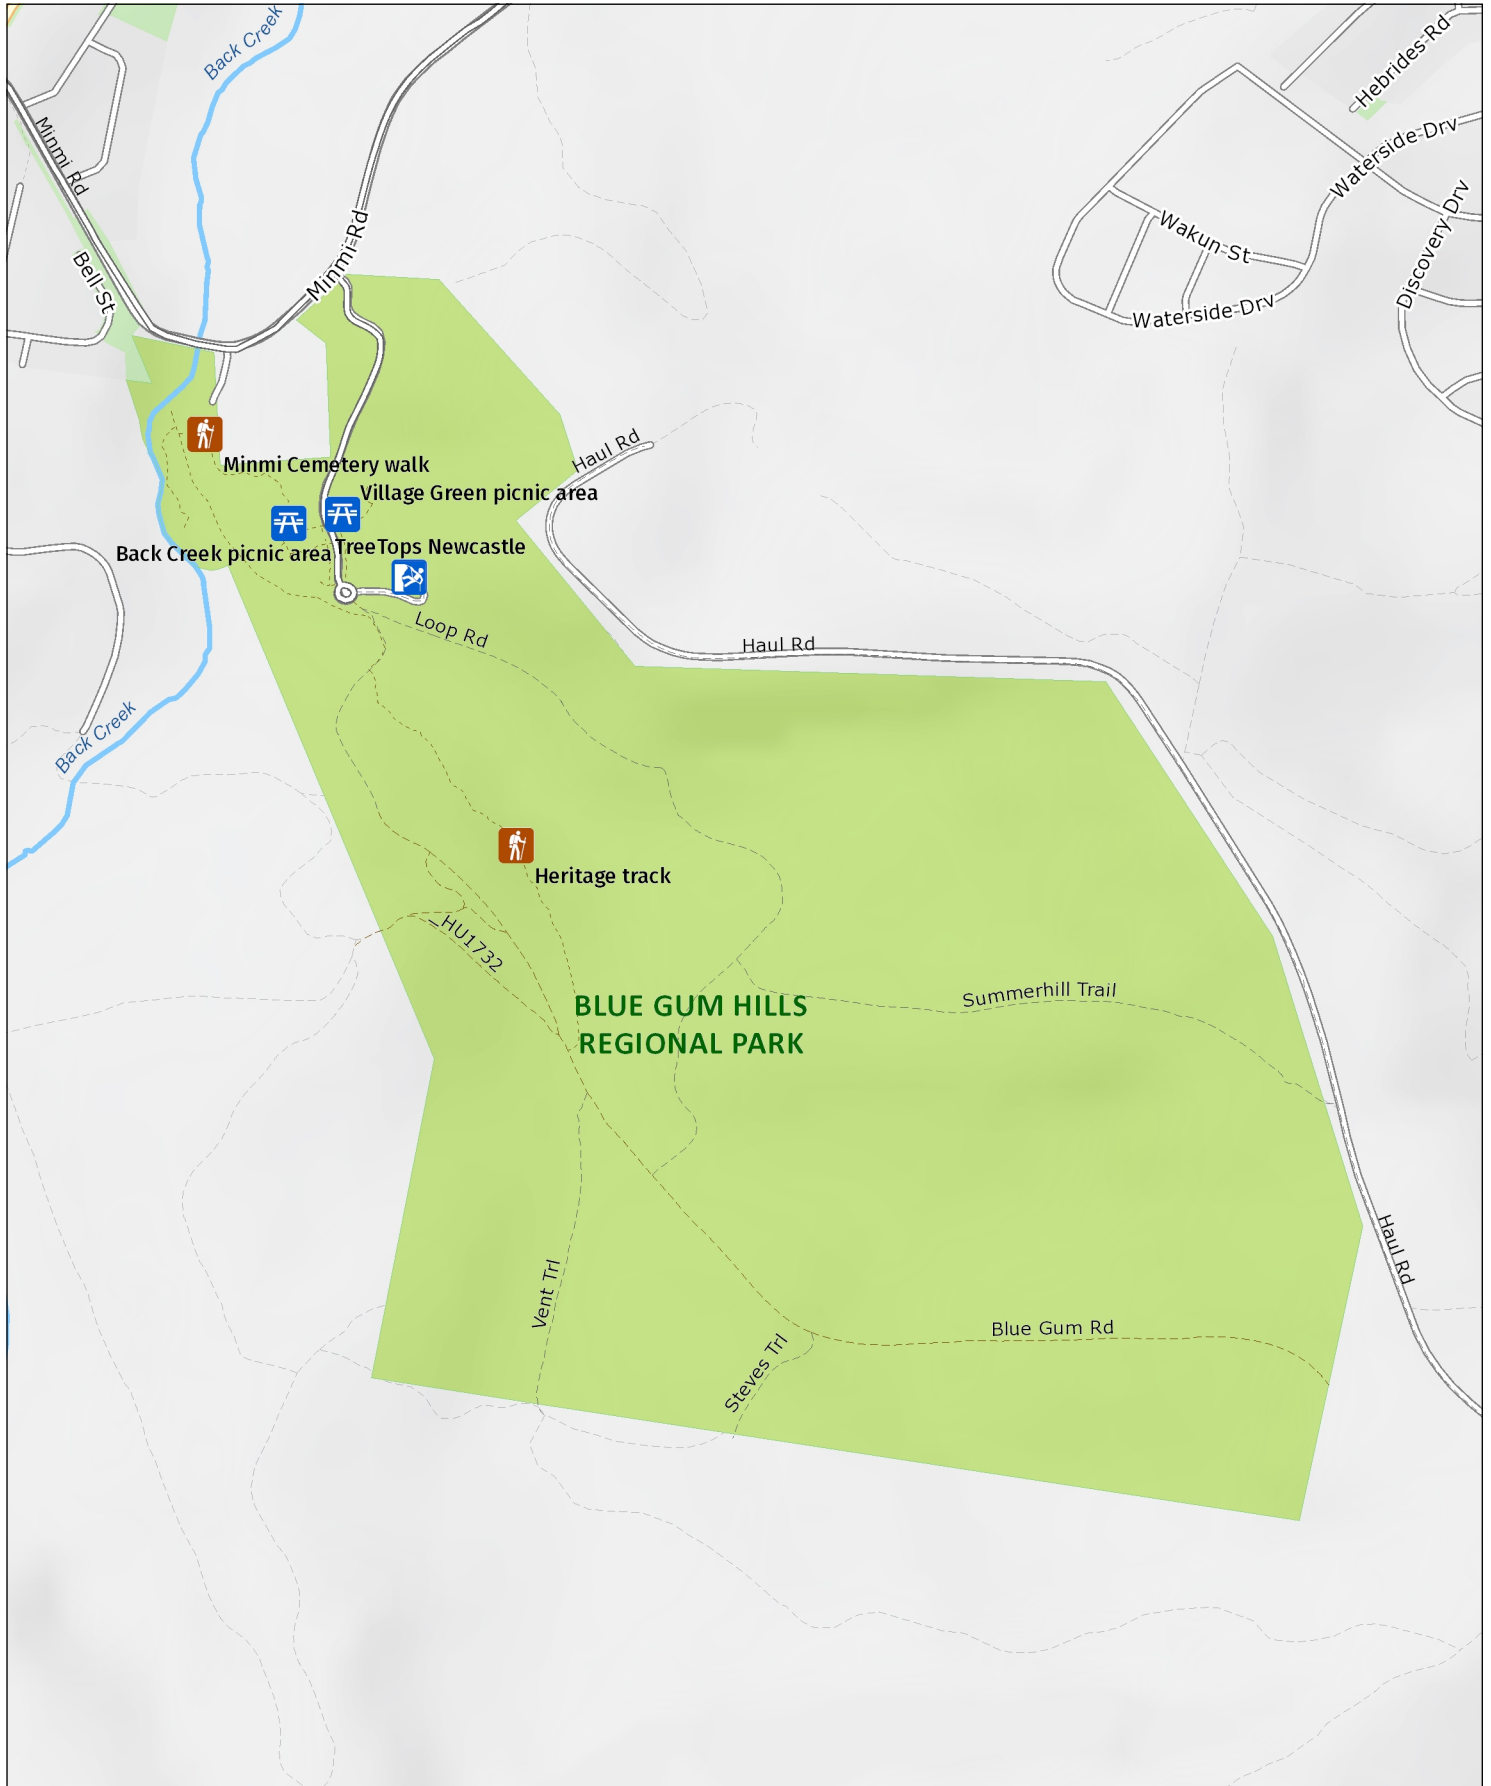 Back Creek
Hebrides Rd
Minmi Rd
Waterside Drv
Wakun St
Discovery Drv
Minmi Rd
Bell St
Waterside Drv
Haul Rd
Minmi Cemetery walk
Village Green picnic area
Back Creek picnic area
TreeTops Newcastle
Loop Rd
Haul Rd
Back Creek
Heritage track
_HU1732
Summerhill Trail
BLUE GUM HILLS
REGIONAL PARK
Haul Rd
Vent Trl
Blue Gum Rd
Steves Trl